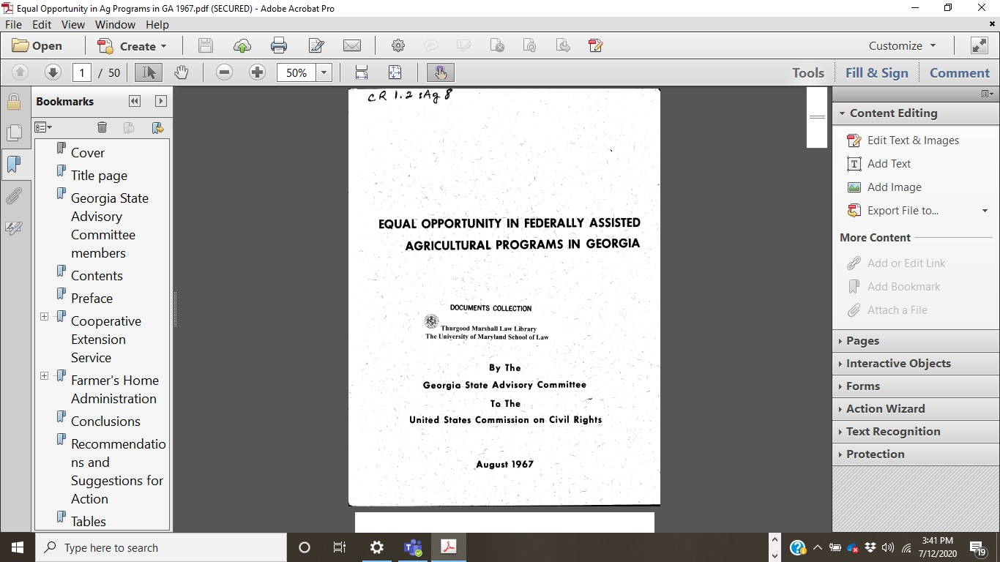 Equal Opportunity in Ag Programs in GA 1967.pdf (SECURED) - Adobe Acrobat Pro
File Edit View Window Help
Open Create Customize
1 / 50 50% Tools Fill & Sign Comment
Bookmarks
Cover
Title page
Georgia State
Advisory
Committee
members
Contents
Preface
Cooperative
Extension
Service
Farmer's Home
Administration
Conclusions
Recommendatio
ns and
Suggestions for
Action
Tables
CR 1.2:Ag 8
EQUAL OPPORTUNITY IN FEDERALLY ASSISTED
AGRICULTURAL PROGRAMS IN GEORGIA
DOCUMENTS COLLECTION
Thurgood Marshall Law Library
The University of Maryland School of Law
By The
Georgia State Advisory Committee
To The
United States Commission on Civil Rights
August 1967
Content Editing
Edit Text & Images
Add Text
Add Image
Export File to...
More Content
Add or Edit Link
Add Bookmark
Attach a File
Pages
Interactive Objects
Forms
Action Wizard
Text Recognition
Protection
Type here to search
3:41 PM
7/12/2020
19